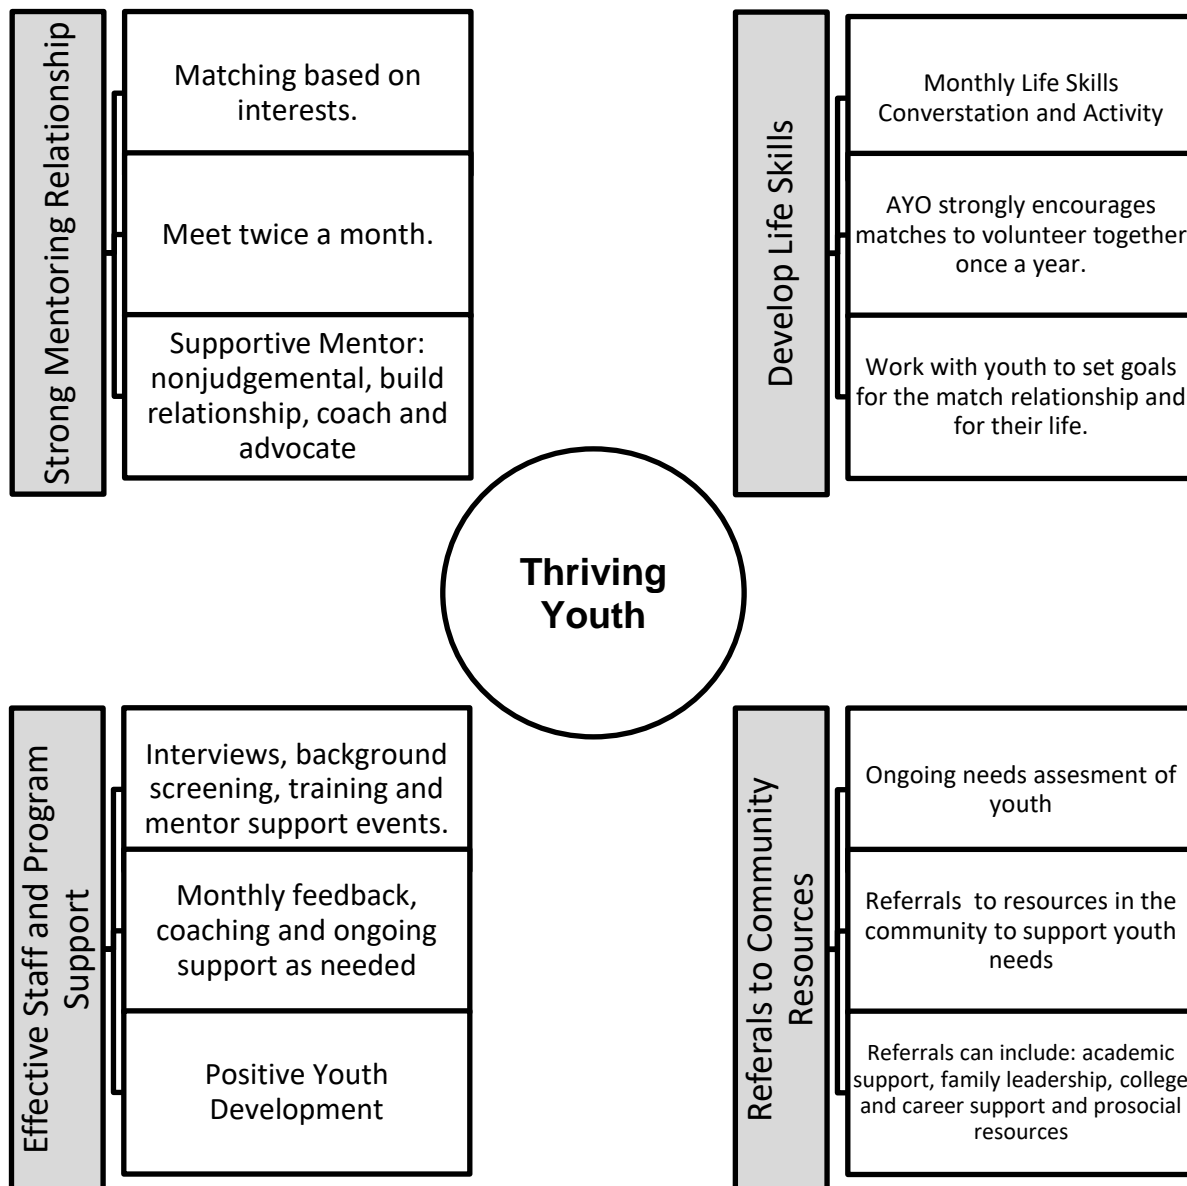 Strong Mentoring Relationship
Matching based on
interests.
Meet twice a month.
Supportive Mentor:
nonjudgemental, build
relationship, coach and
advocate
Develop Life Skills
Monthly Life Skills
Converstation and Activity
AYO strongly encourages
matches to volunteer together
once a year.
Work with youth to set goals
for the match relationship and
for their life.
Thriving
Youth
Effective Staff and Program
Support
Interviews, background
screening, training and
mentor support events.
Monthly feedback,
coaching and ongoing
support as needed
Positive Youth
Development
Referrals to Community
Resources
Ongoing needs assesment of
youth
Referrals  to resources in the
community to support youth
needs
Referrals can include: academic
support, family leadership, college
and career support and prosocial
resources